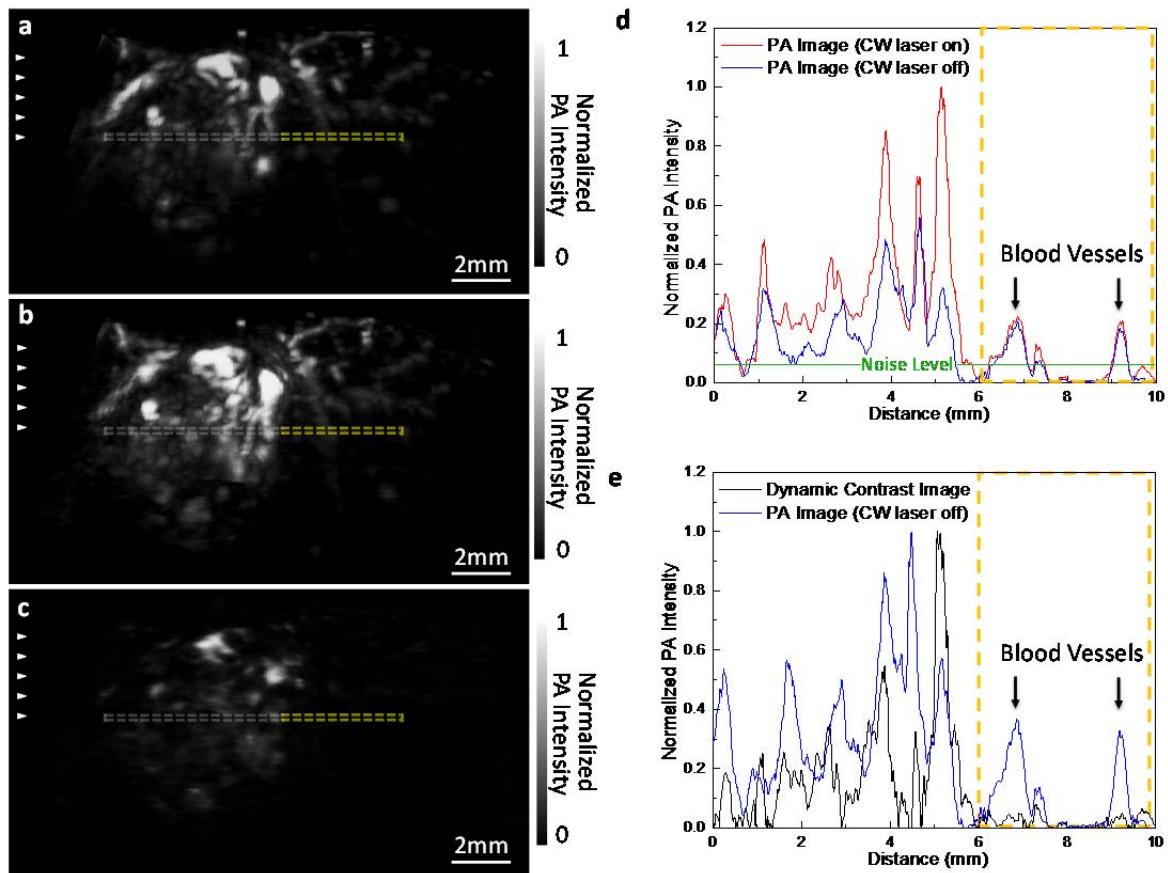 a
1
Normalized
PA Intensity
0
2mm
b
1
Normalized
PA Intensity
0
2mm
c
1
Normalized
PA Intensity
0
2mm
d
1.2
1.0
0.8
0.6
0.4
0.2
0.0
Normalized PA Intensity
PA Image (CW laser on)
PA Image (CW laser off)
Blood Vessels
Noise Level
0 2 4 6 8 10
Distance (mm)
e
1.2
1.0
0.8
0.6
0.4
0.2
0.0
Normalized PA Intensity
Dynamic Contrast Image
PA Image (CW laser off)
Blood Vessels
0 2 4 6 8 10
Distance (mm)